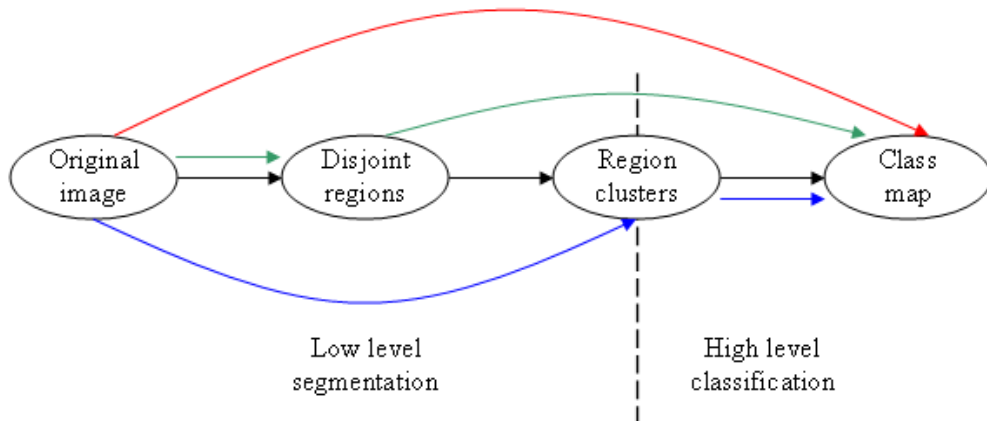 Original
image
Disjoint
regions
Region
clusters
Class
map
Low level
segmentation
High level
classification